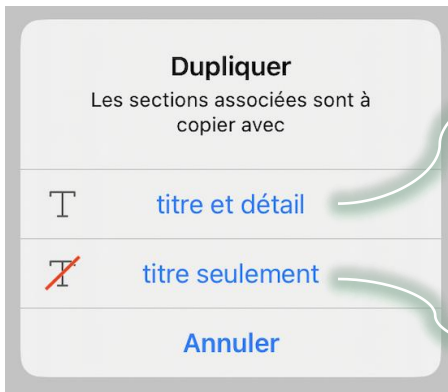 Dupliquer
Les sections associées sont à
copier avec
titre et détail
titre seulement
Annuler